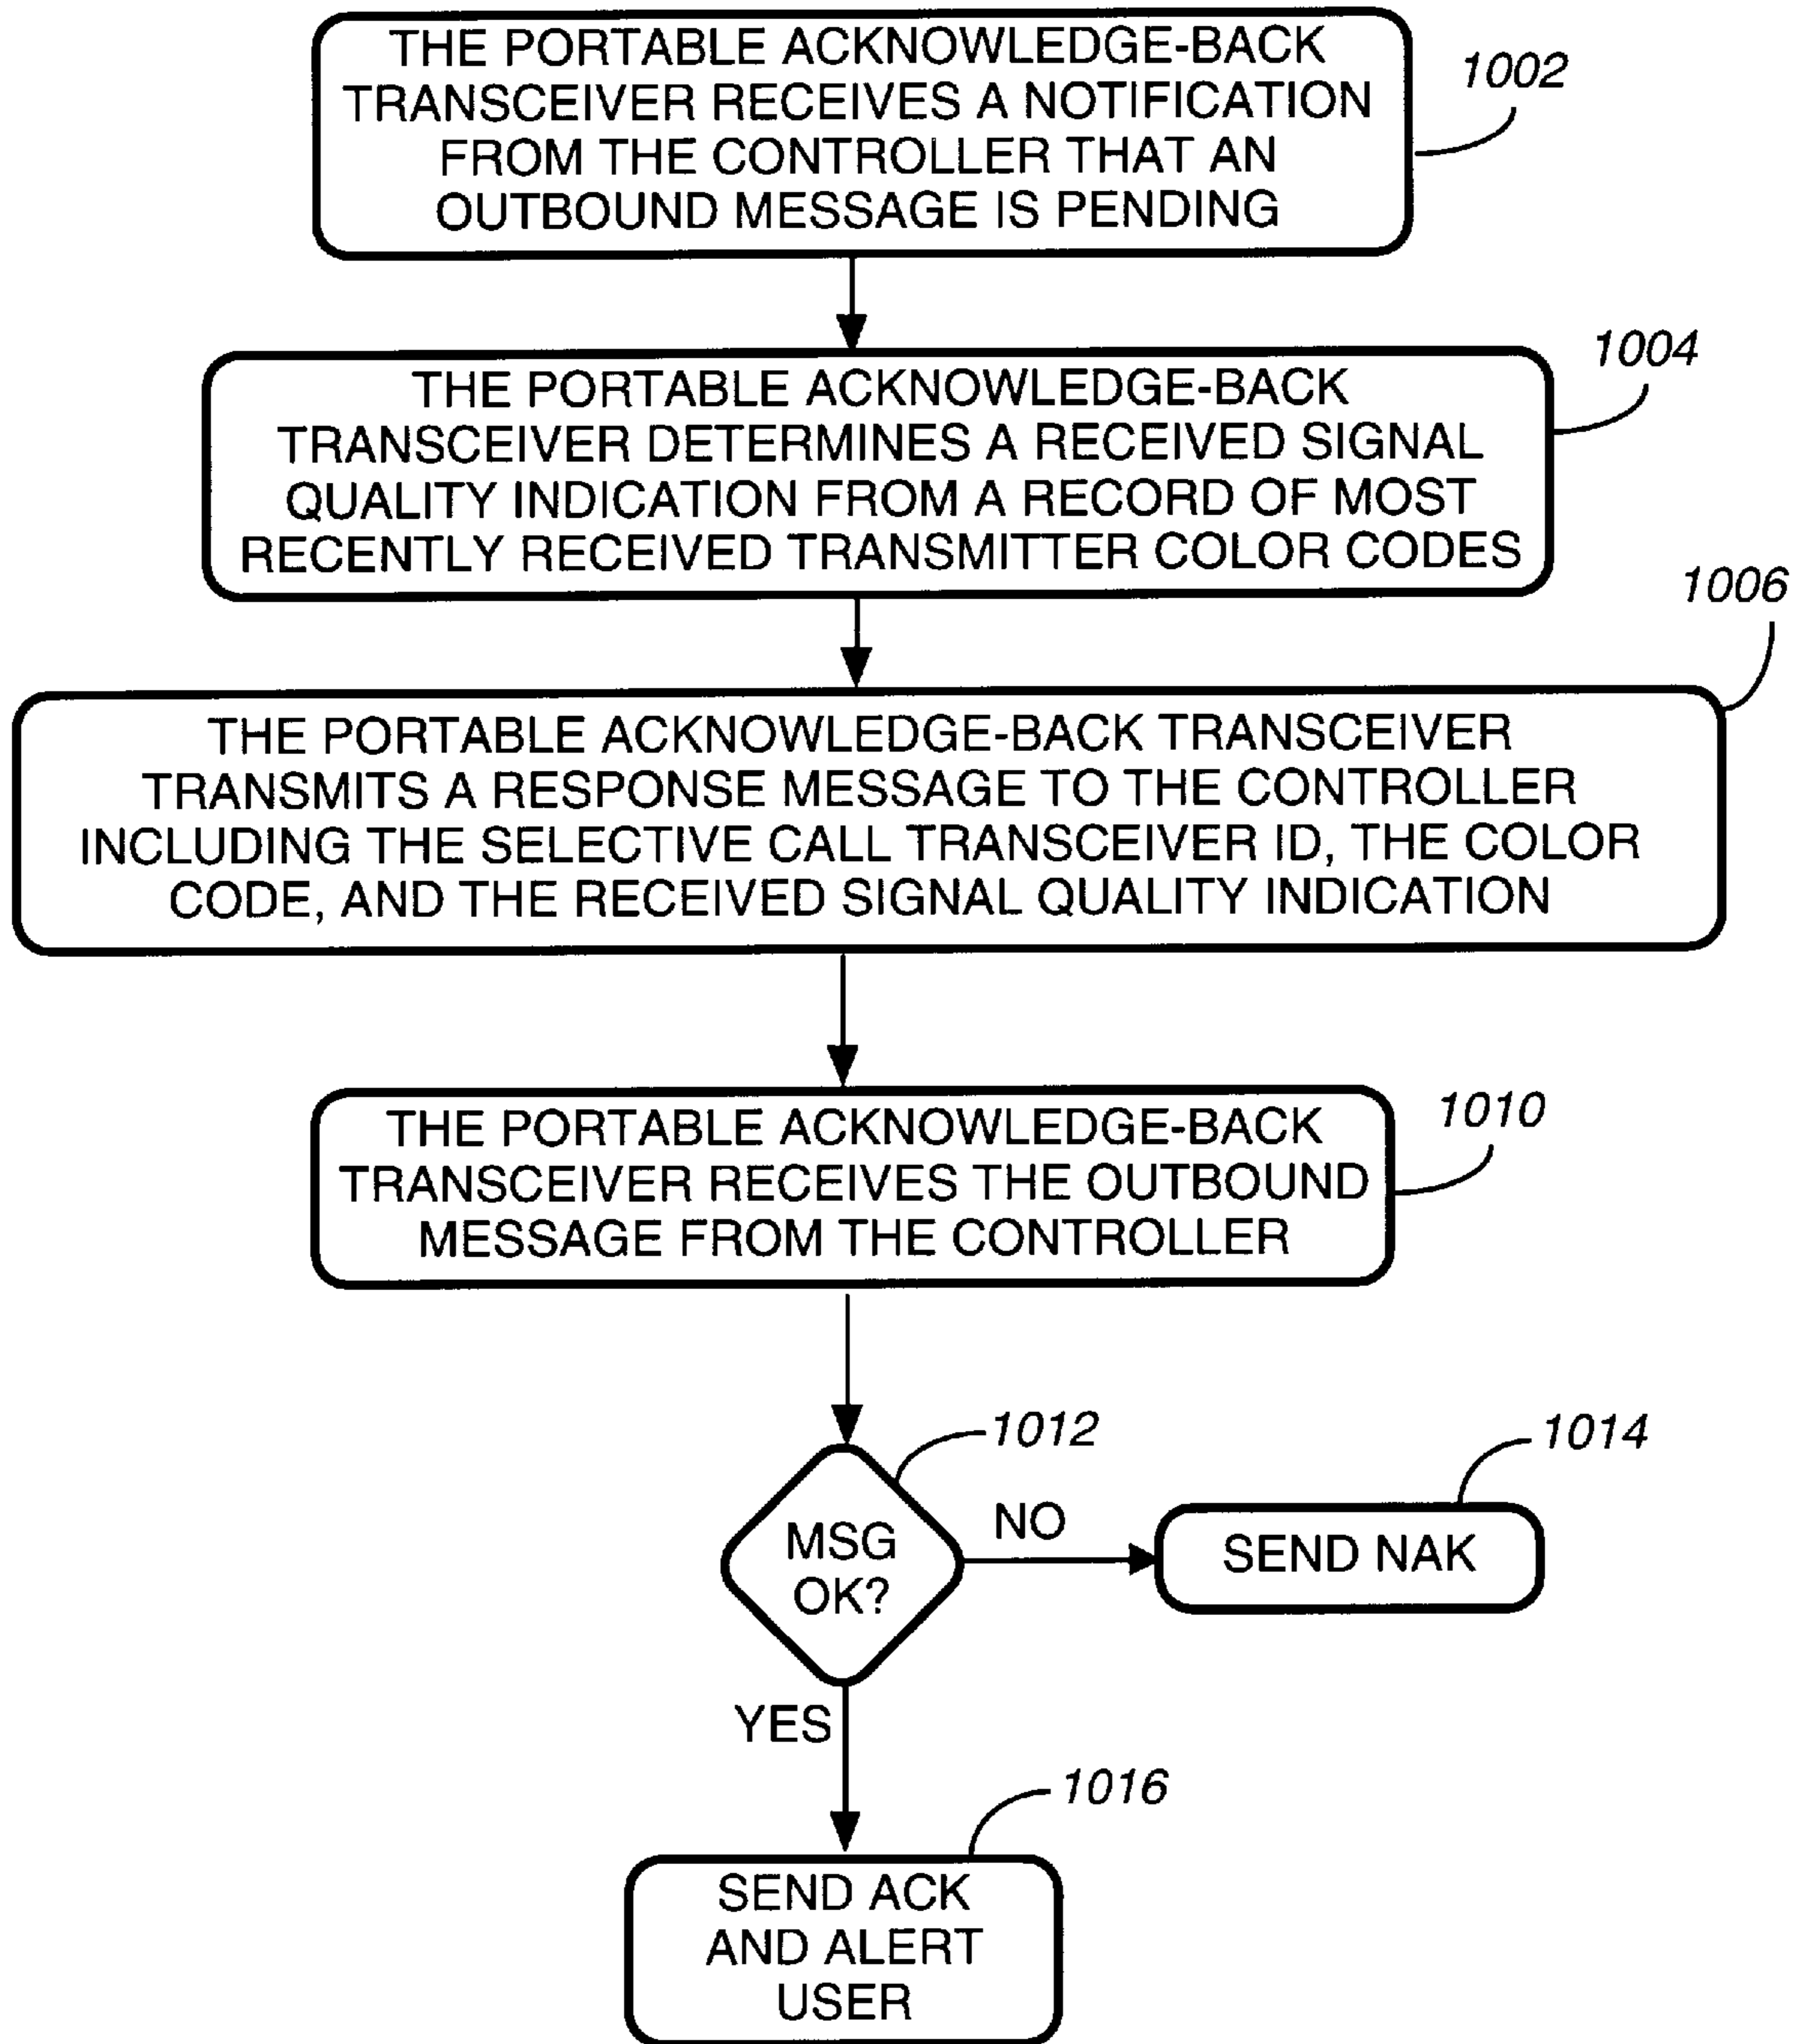 THE PORTABLE ACKNOWLEDGE-BACK
TRANSCEIVER RECEIVES A NOTIFICATION
FROM THE CONTROLLER THAT AN
OUTBOUND MESSAGE IS PENDING
1002
THE PORTABLE ACKNOWLEDGE-BACK
TRANSCEIVER DETERMINES A RECEIVED SIGNAL
QUALITY INDICATION FROM A RECORD OF MOST
RECENTLY RECEIVED TRANSMITTER COLOR CODES
1004
1006
THE PORTABLE ACKNOWLEDGE-BACK TRANSCEIVER
TRANSMITS A RESPONSE MESSAGE TO THE CONTROLLER
INCLUDING THE SELECTIVE CALL TRANSCEIVER ID, THE COLOR
CODE, AND THE RECEIVED SIGNAL QUALITY INDICATION
THE PORTABLE ACKNOWLEDGE-BACK
TRANSCEIVER RECEIVES THE OUTBOUND
MESSAGE FROM THE CONTROLLER
1010
1012
MSG
OK?
NO
1014
SEND NAK
YES
1016
SEND ACK
AND ALERT
USER